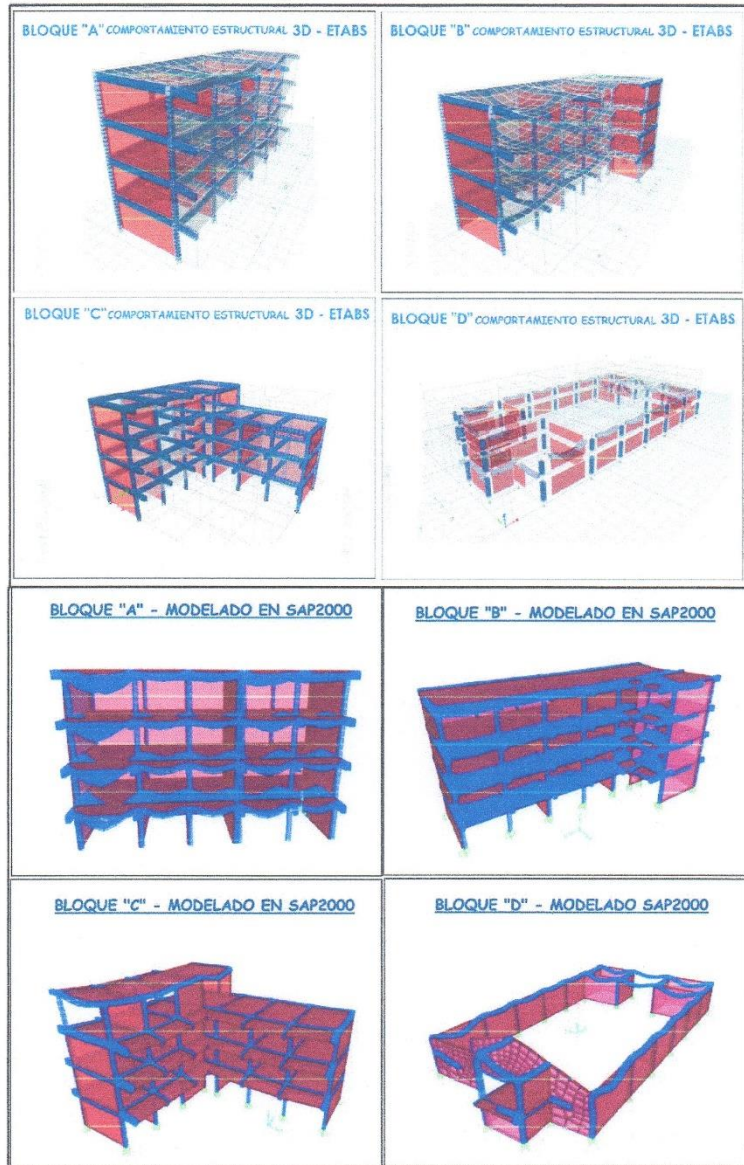 BLOQUE "A" COMPORTAMIENTO ESTRUCTURAL 3D - ETABS
BLOQUE "B" COMPORTAMIENTO ESTRUCTURAL 3D - ETABS
BLOQUE "C" COMPORTAMIENTO ESTRUCTURAL 3D - ETABS
BLOQUE "D" COMPORTAMIENTO ESTRUCTURAL 3D - ETABS
BLOQUE "A" - MODELADO EN SAP2000
BLOQUE "B" - MODELADO EN SAP2000
BLOQUE "C" - MODELADO EN SAP2000
BLOQUE "D" - MODELADO SAP2000